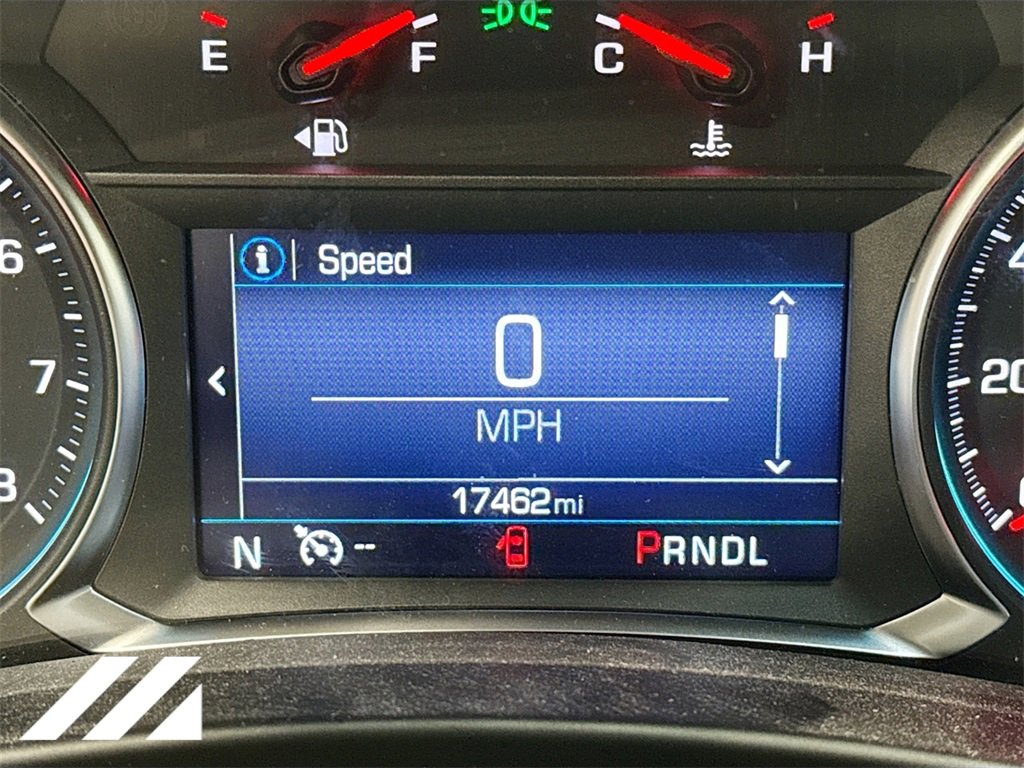 E F C H
6
Speed
0
7
20
MPH
8
17462mi
N -- PRNDL